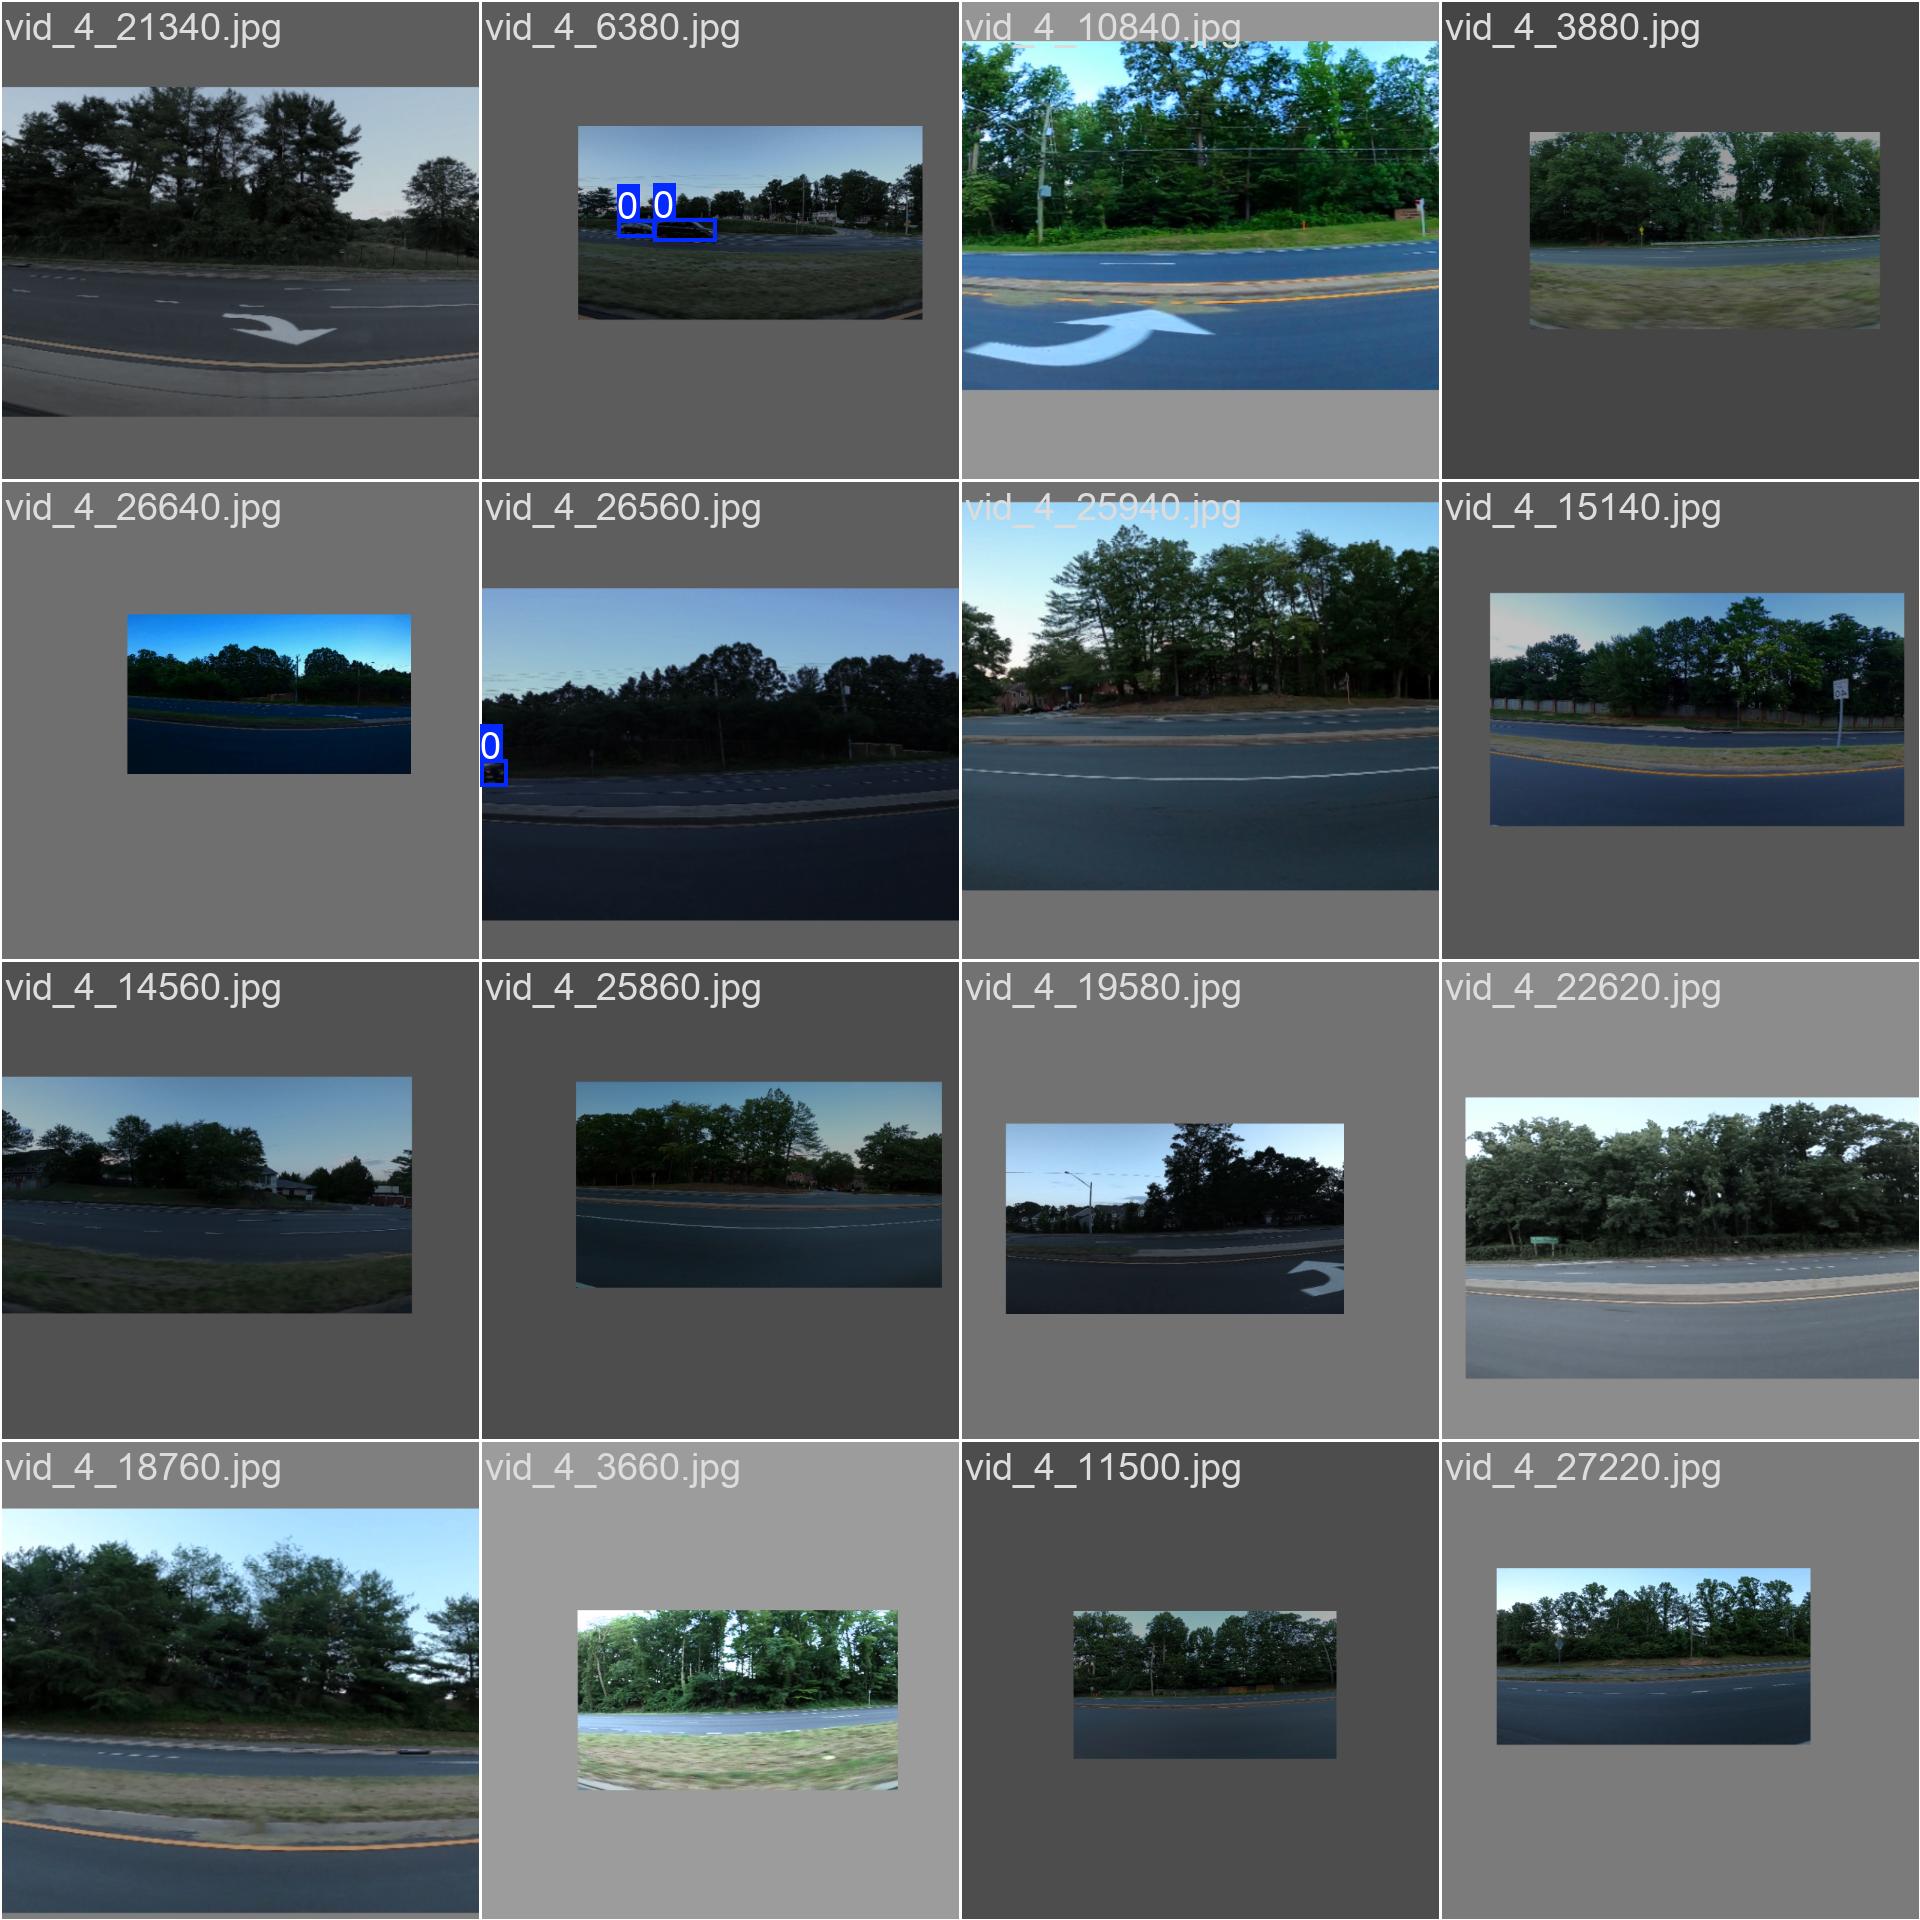 vid_4_21340.jpg
vid_4_6380.jpg
vid_4_10840.jpg
vid_4_3880.jpg
0 0
vid_4_26640.jpg
vid_4_26560.jpg
vid_4_25940.jpg
vid_4_15140.jpg
0
vid_4_14560.jpg
vid_4_25860.jpg
vid_4_19580.jpg
vid_4_22620.jpg
vid_4_18760.jpg
vid_4_3660.jpg
vid_4_11500.jpg
vid_4_27220.jpg